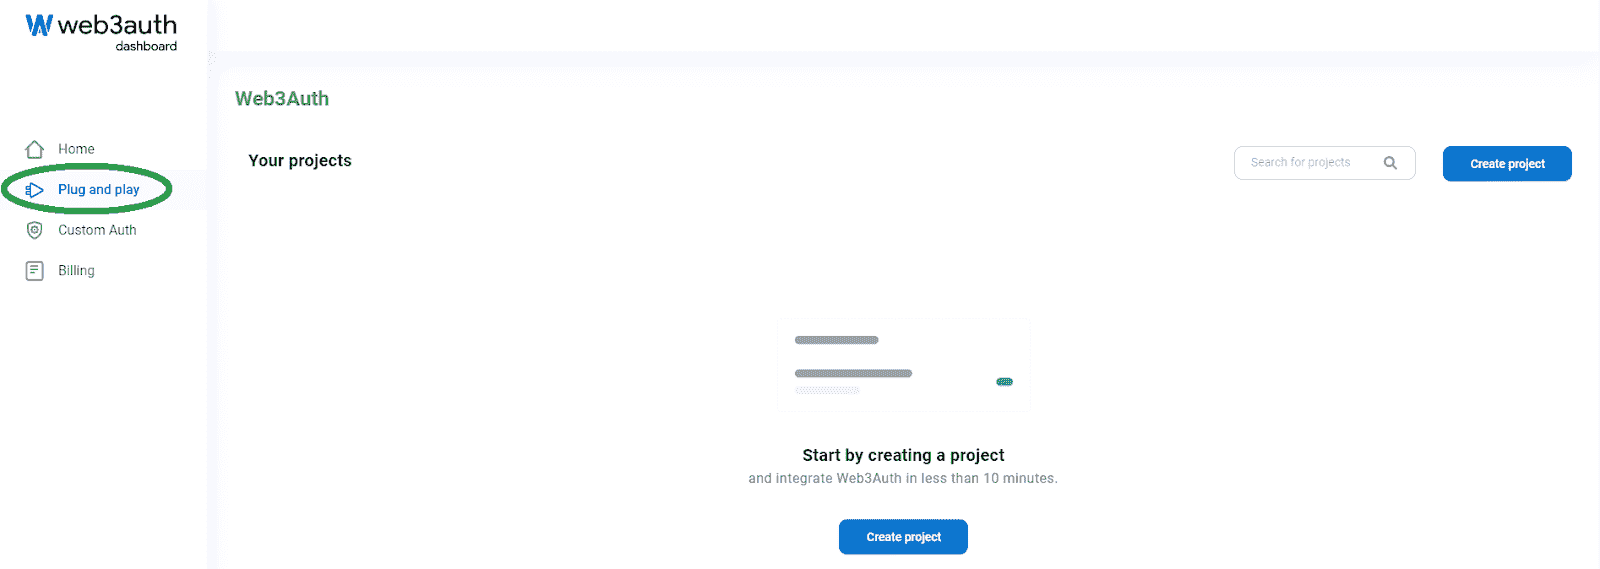 web3auth
dashboard
Home
Plug and play
Custom Auth
Billing
Web3Auth
Your projects
Search for projects
Create project
Start by creating a project
and integrate Web3Auth in less than 10 minutes.
Create project